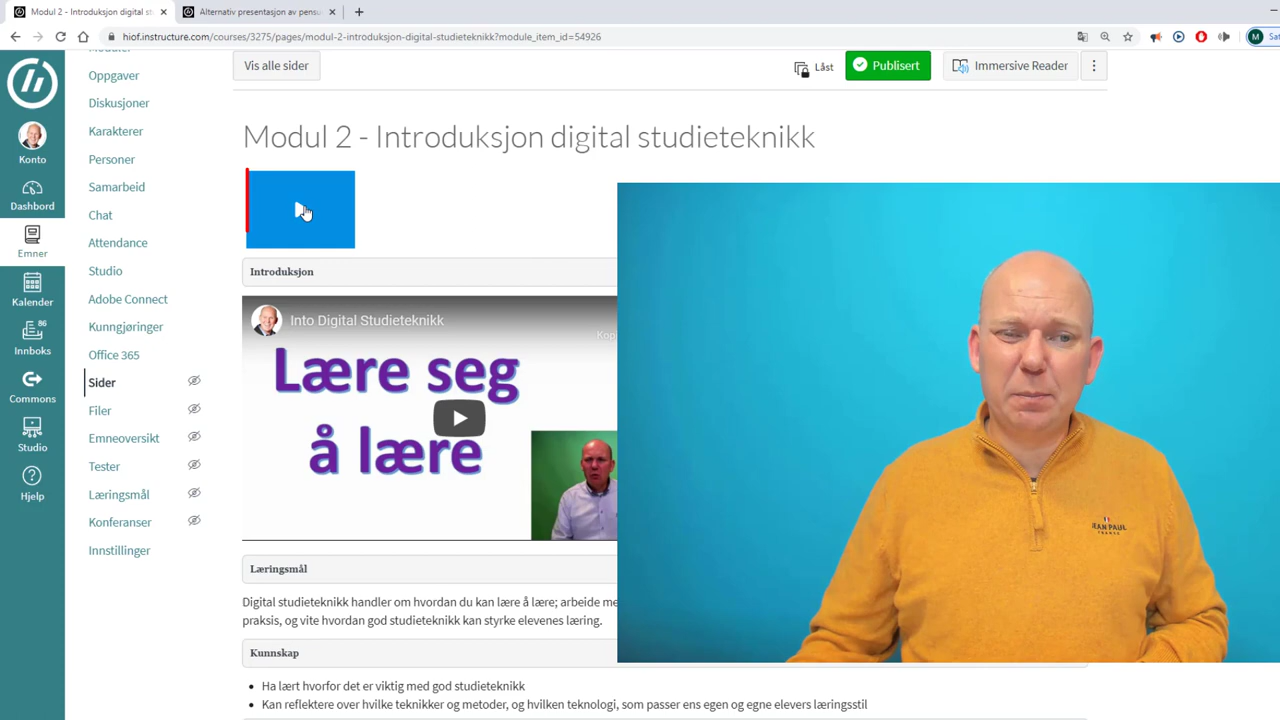 Modul 2 - Introduksjon digital st
Alternativ presentasjon av pensu
hiof.instructure.com/courses/3275/pages/modul-2-introduksjon-digital-studieteknikk?module_item_id=54926
M
Moduler
Oppgaver
Diskusjoner
Karakterer
Personer
Samarbeid
Chat
Attendance
Studio
Adobe Connect
Kunngjøringer
Office 365
Sider
Filer
Emneoversikt
Tester
Læringsmål
Konferanser
Innstillinger
Konto
Dashbord
Emner
Kalender
86
Innboks
Commons
Studio
Hjelp
Vis alle sider
Låst
Publisert
Immersive Reader
Modul 2 - Introduksjon digital studieteknikk
Introduksjon
Into Digital Studieteknikk
Kopi
Lære seg
å lære
Læringsmål
Digital studieteknikk handler om hvordan du kan lære å lære; arbeide me
praksis, og vite hvordan god studieteknikk kan styrke elevenes læring.
Kunnskap
Ha lært hvorfor det er viktig med god studieteknikk
Kan reflektere over hvilke teknikker og metoder, og hvilken teknologi, som passer ens egen og egne elevers læringsstil
JEAN PAUL